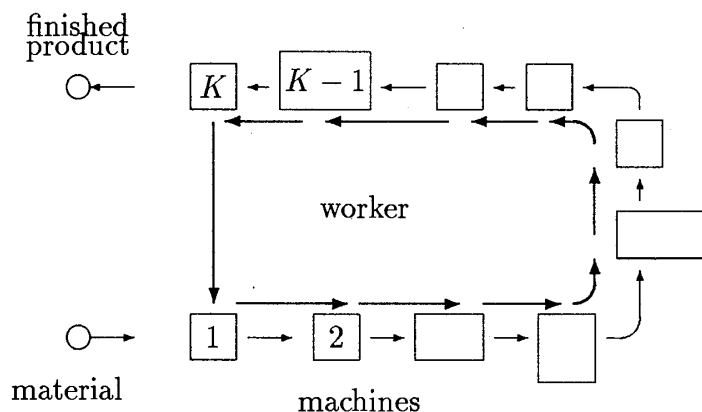 finished
product
K
K − 1
worker
1
2
material
machines